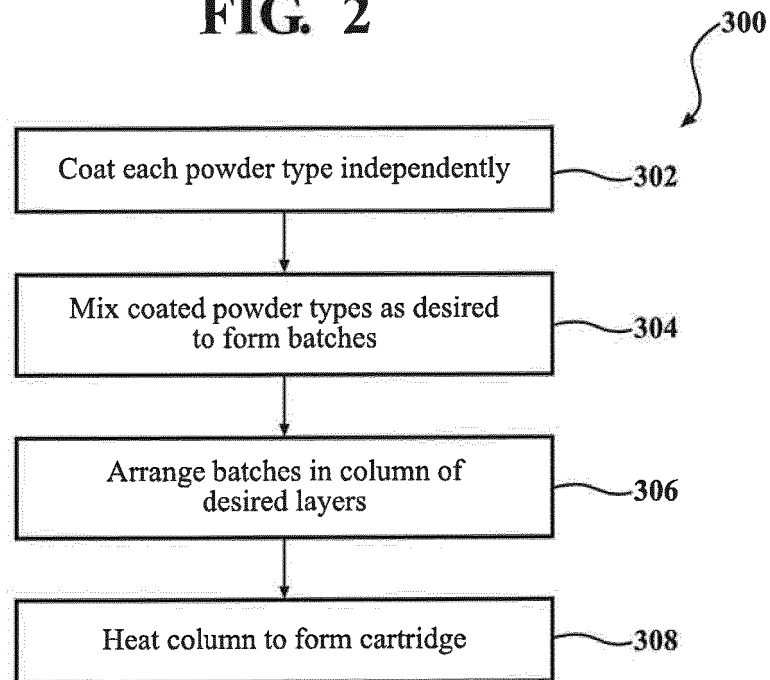 FIG. 2
300
Coat each powder type independently
302
Mix coated powder types as desired
to form batches
304
Arrange batches in column of
desired layers
306
Heat column to form cartridge
308